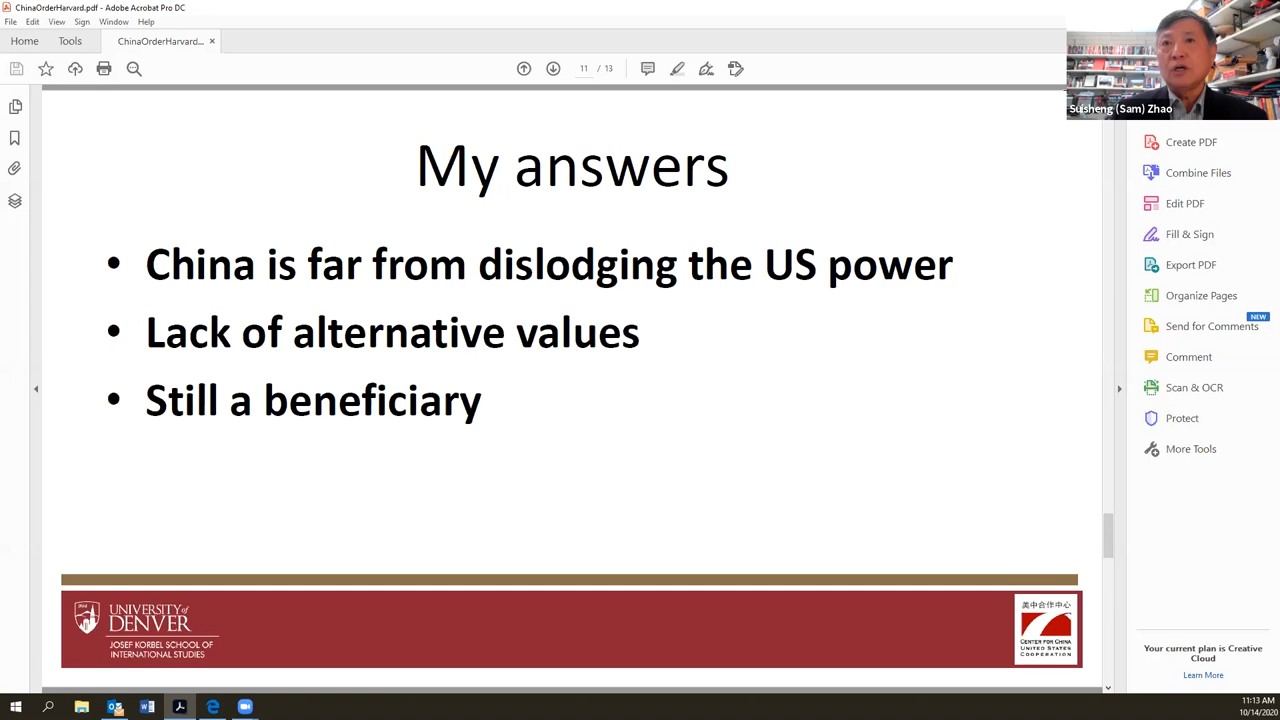 ChinaOrderHarvard.pdf - Adobe Acrobat Pro DC
File Edit View Sign Window Help
Home Tools ChinaOrderHarvard... ×
11 / 13
Suisheng (Sam) Zhao
My answers
• China is far from dislodging the US power
• Lack of alternative values
• Still a beneficiary
UNIVERSITY of
DENVER
JOSEF KORBEL SCHOOL OF
INTERNATIONAL STUDIES
美中合作中心
CENTER FOR CHINA
UNITED STATES
COOPERATION
Create PDF
Combine Files
Edit PDF
Fill & Sign
Export PDF
Organize Pages
NEW
Send for Comments
Comment
Scan & OCR
Protect
More Tools
Your current plan is Creative
Cloud
Learn More
11:13 AM
10/14/2020